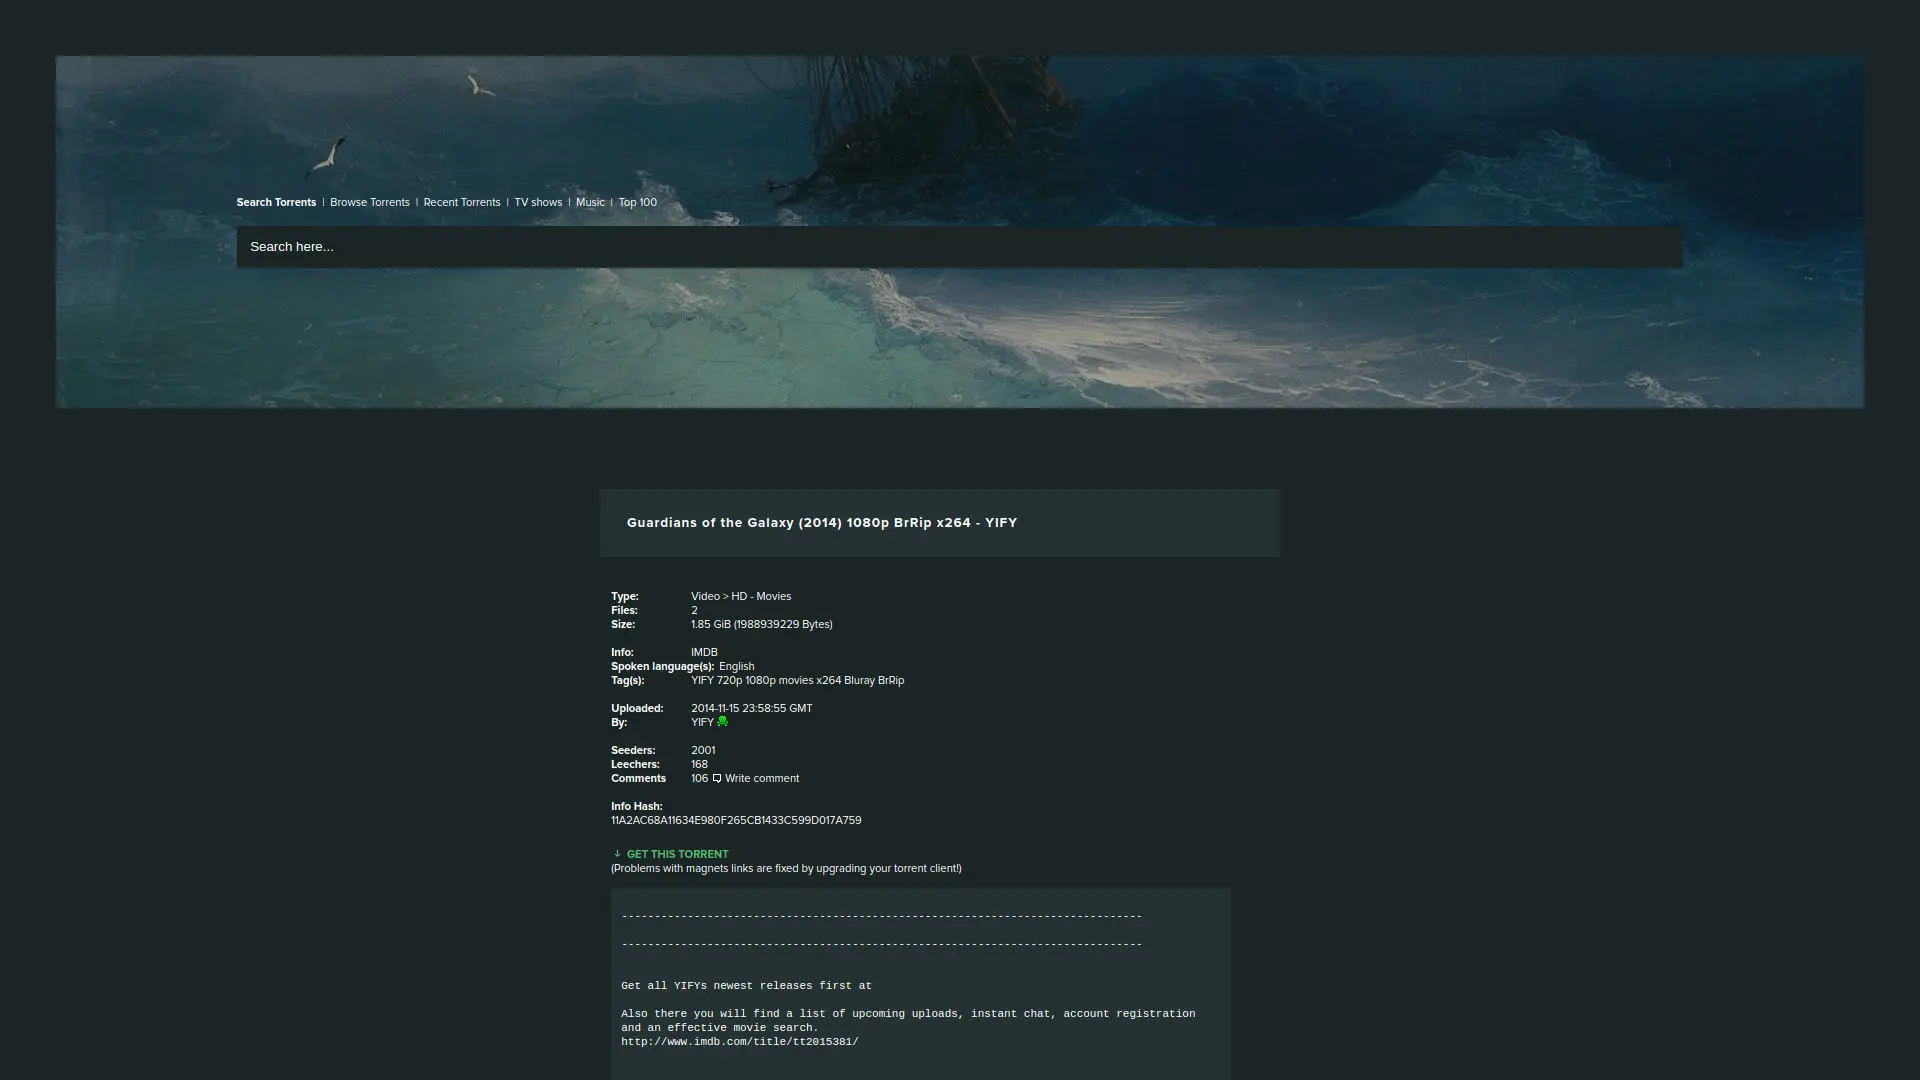 Search Torrents | Browse Torrents | Recent Torrents | TV shows | Music | Top 100
Search here...
Guardians of the Galaxy (2014) 1080p BrRip x264 - YIFY
Type: Video > HD - Movies
Files: 2
Size: 1.85 GiB (1988939229 Bytes)
Info: IMDB
Spoken language(s): English
Tag(s): YIFY 720p 1080p movies x264 Bluray BrRip
Uploaded: 2014-11-15 23:58:55 GMT
By: YIFY
Seeders: 2001
Leechers: 168
Comments 106 Write comment
Info Hash:
11A2AC68A11634E980F265CB1433C599D017A759
GET THIS TORRENT
(Problems with magnets links are fixed by upgrading your torrent client!)
-------------------------------------------------------------------------------
-------------------------------------------------------------------------------
Get all YIFYs newest releases first at
Also there you will find a list of upcoming uploads, instant chat, account registration
and an effective movie search.
http://www.imdb.com/title/tt2015381/